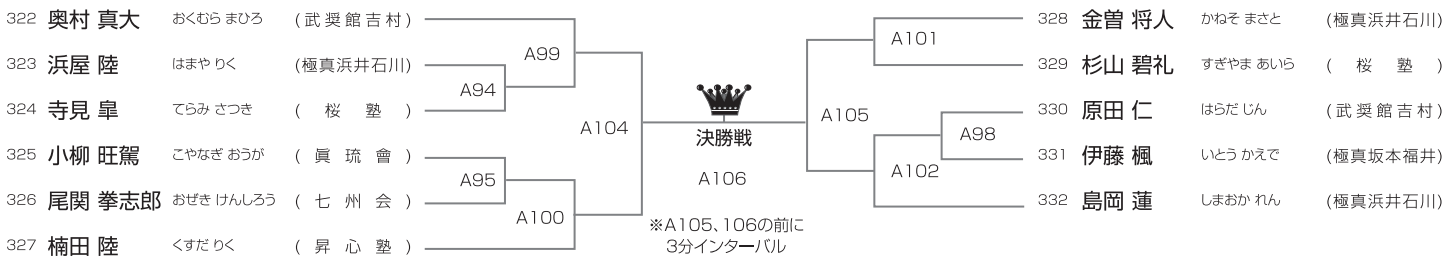 322 奥村 真大 おくむら まひろ (武奨館吉村)
323 浜屋 陸 はまや りく (極真浜井石川)
324 寺見 皐 てらみ さつき (桜塾)
325 小柳 旺駕 こやなぎ おうが (眞琉會)
326 尾関 拳志郎 おぜき けんしろう (七州会)
327 楠田 陸 くすだ りく (昇心塾)
A99
A94
A104
A95
A100
決勝戦
A106
※A105、106の前に
3分インターバル
A101
A105
A98
A102
328 金曽 将人 かねそ まさと (極真浜井石川)
329 杉山 碧礼 すぎやま あいら (桜塾)
330 原田 仁 はらだ じん (武奨館吉村)
331 伊藤 楓 いとう かえで (極真坂本福井)
332 島岡 蓮 しまおか れん (極真浜井石川)